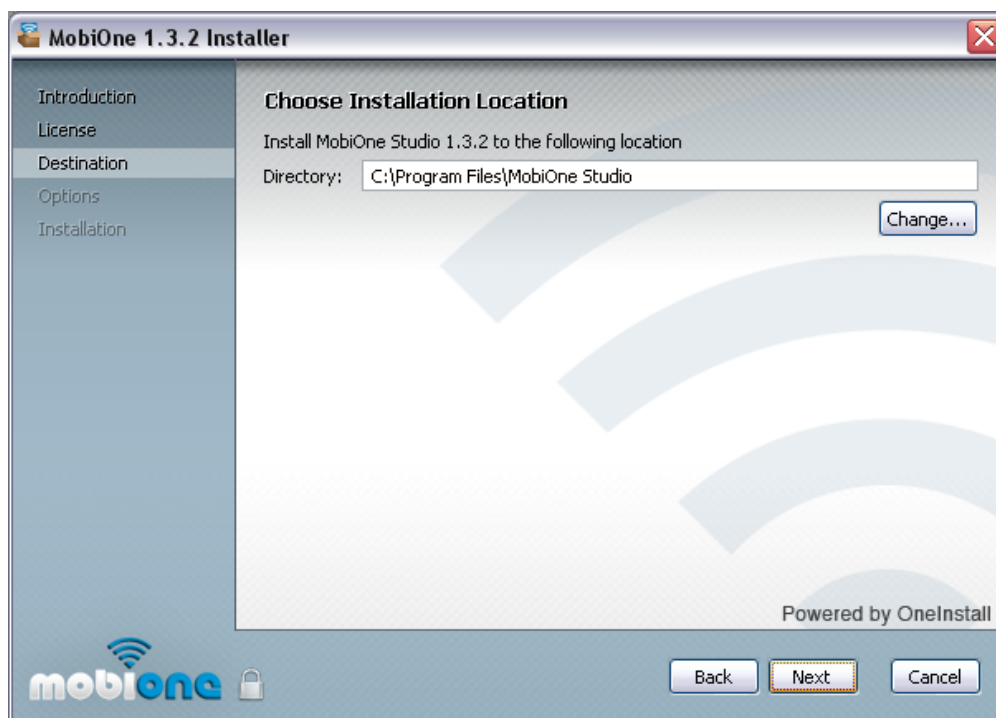 MobiOne 1.3.2 Installer
Introduction
License
Destination
Options
Installation
Choose Installation Location
Install MobiOne Studio 1.3.2 to the following location
Directory: C:\Program Files\MobiOne Studio
Change...
Powered by OneInstall
mobione
Back Next Cancel